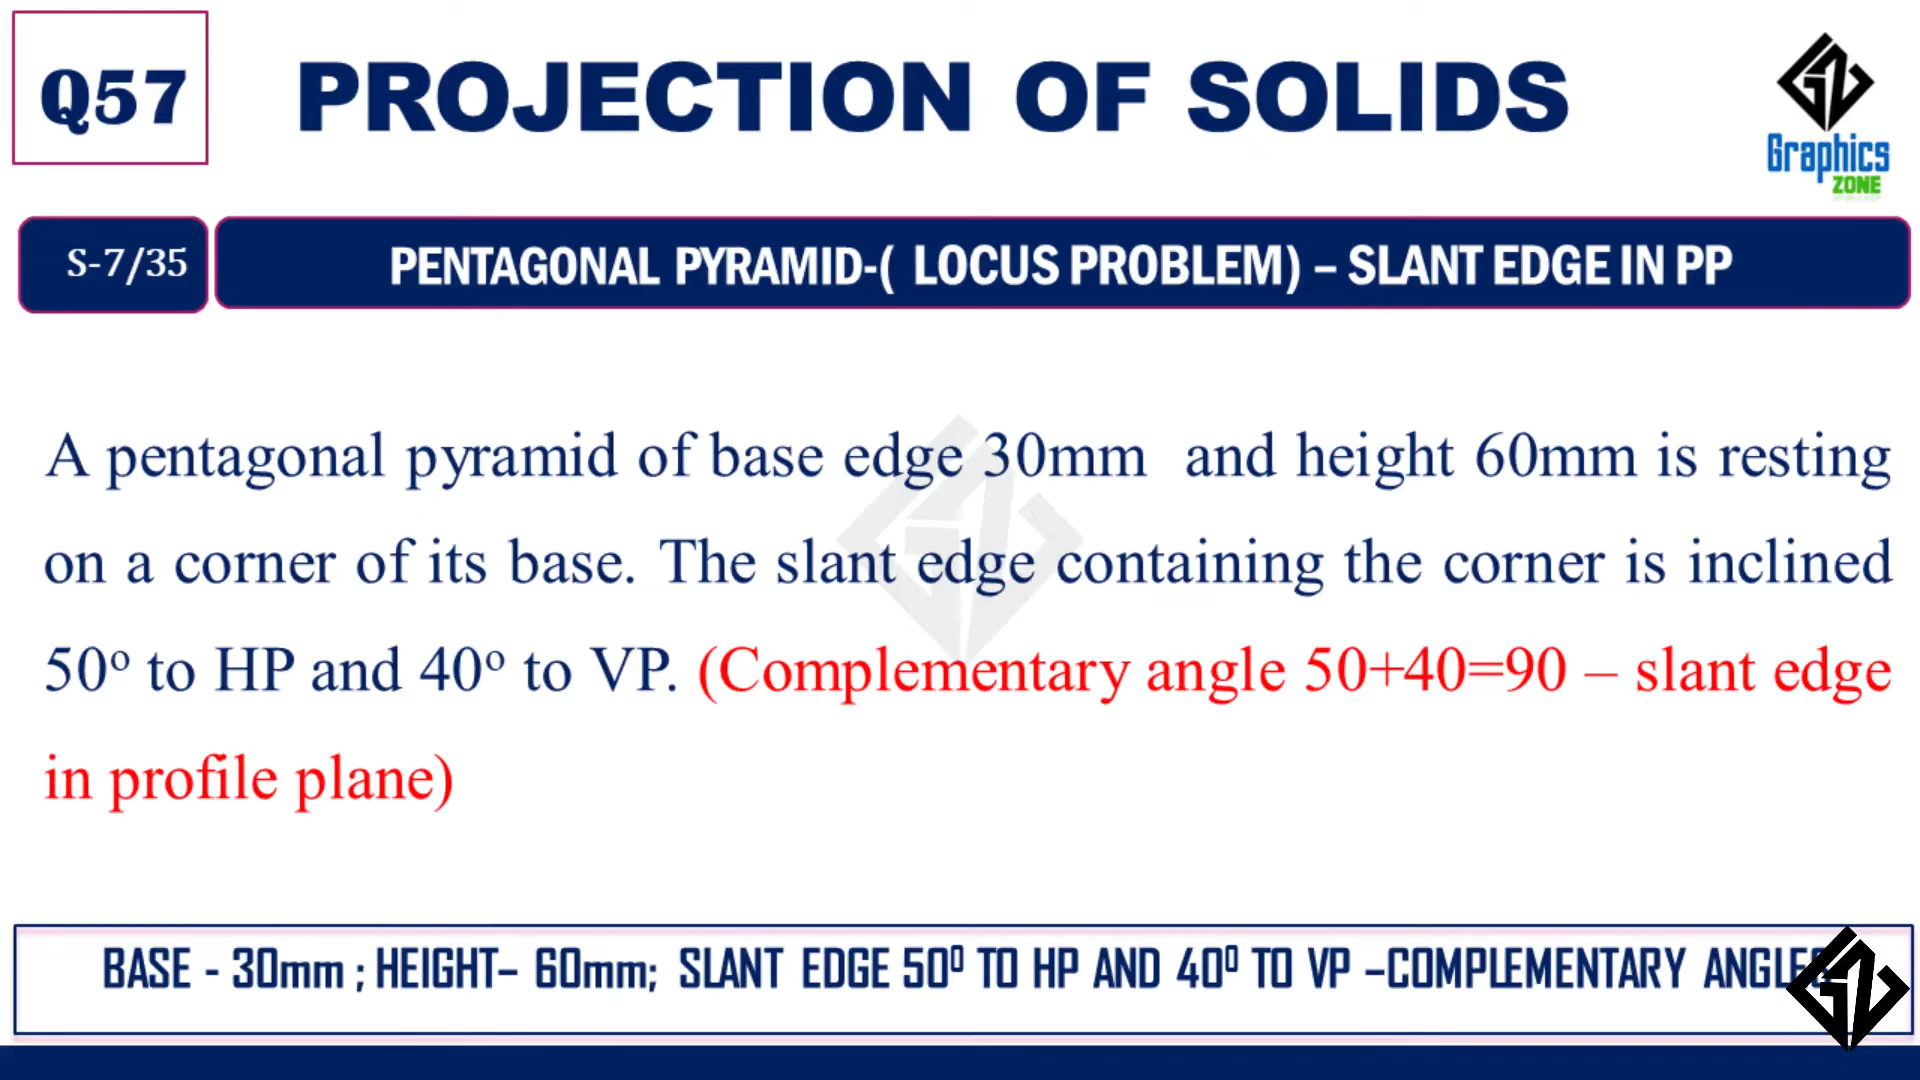 Q57
PROJECTION OF SOLIDS
Graphics
ZONE
S-7/35
PENTAGONAL PYRAMID-( LOCUS PROBLEM) – SLANT EDGE IN PP
A pentagonal pyramid of base edge 30mm and height 60mm is resting
on a corner of its base. The slant edge containing the corner is inclined
50º to HP and 40º to VP. (Complementary angle 50+40=90 – slant edge
in profile plane)
BASE - 30mm ; HEIGHT– 60mm; SLANT EDGE 50⁰ TO HP AND 40⁰ TO VP –COMPLEMENTARY ANGLES